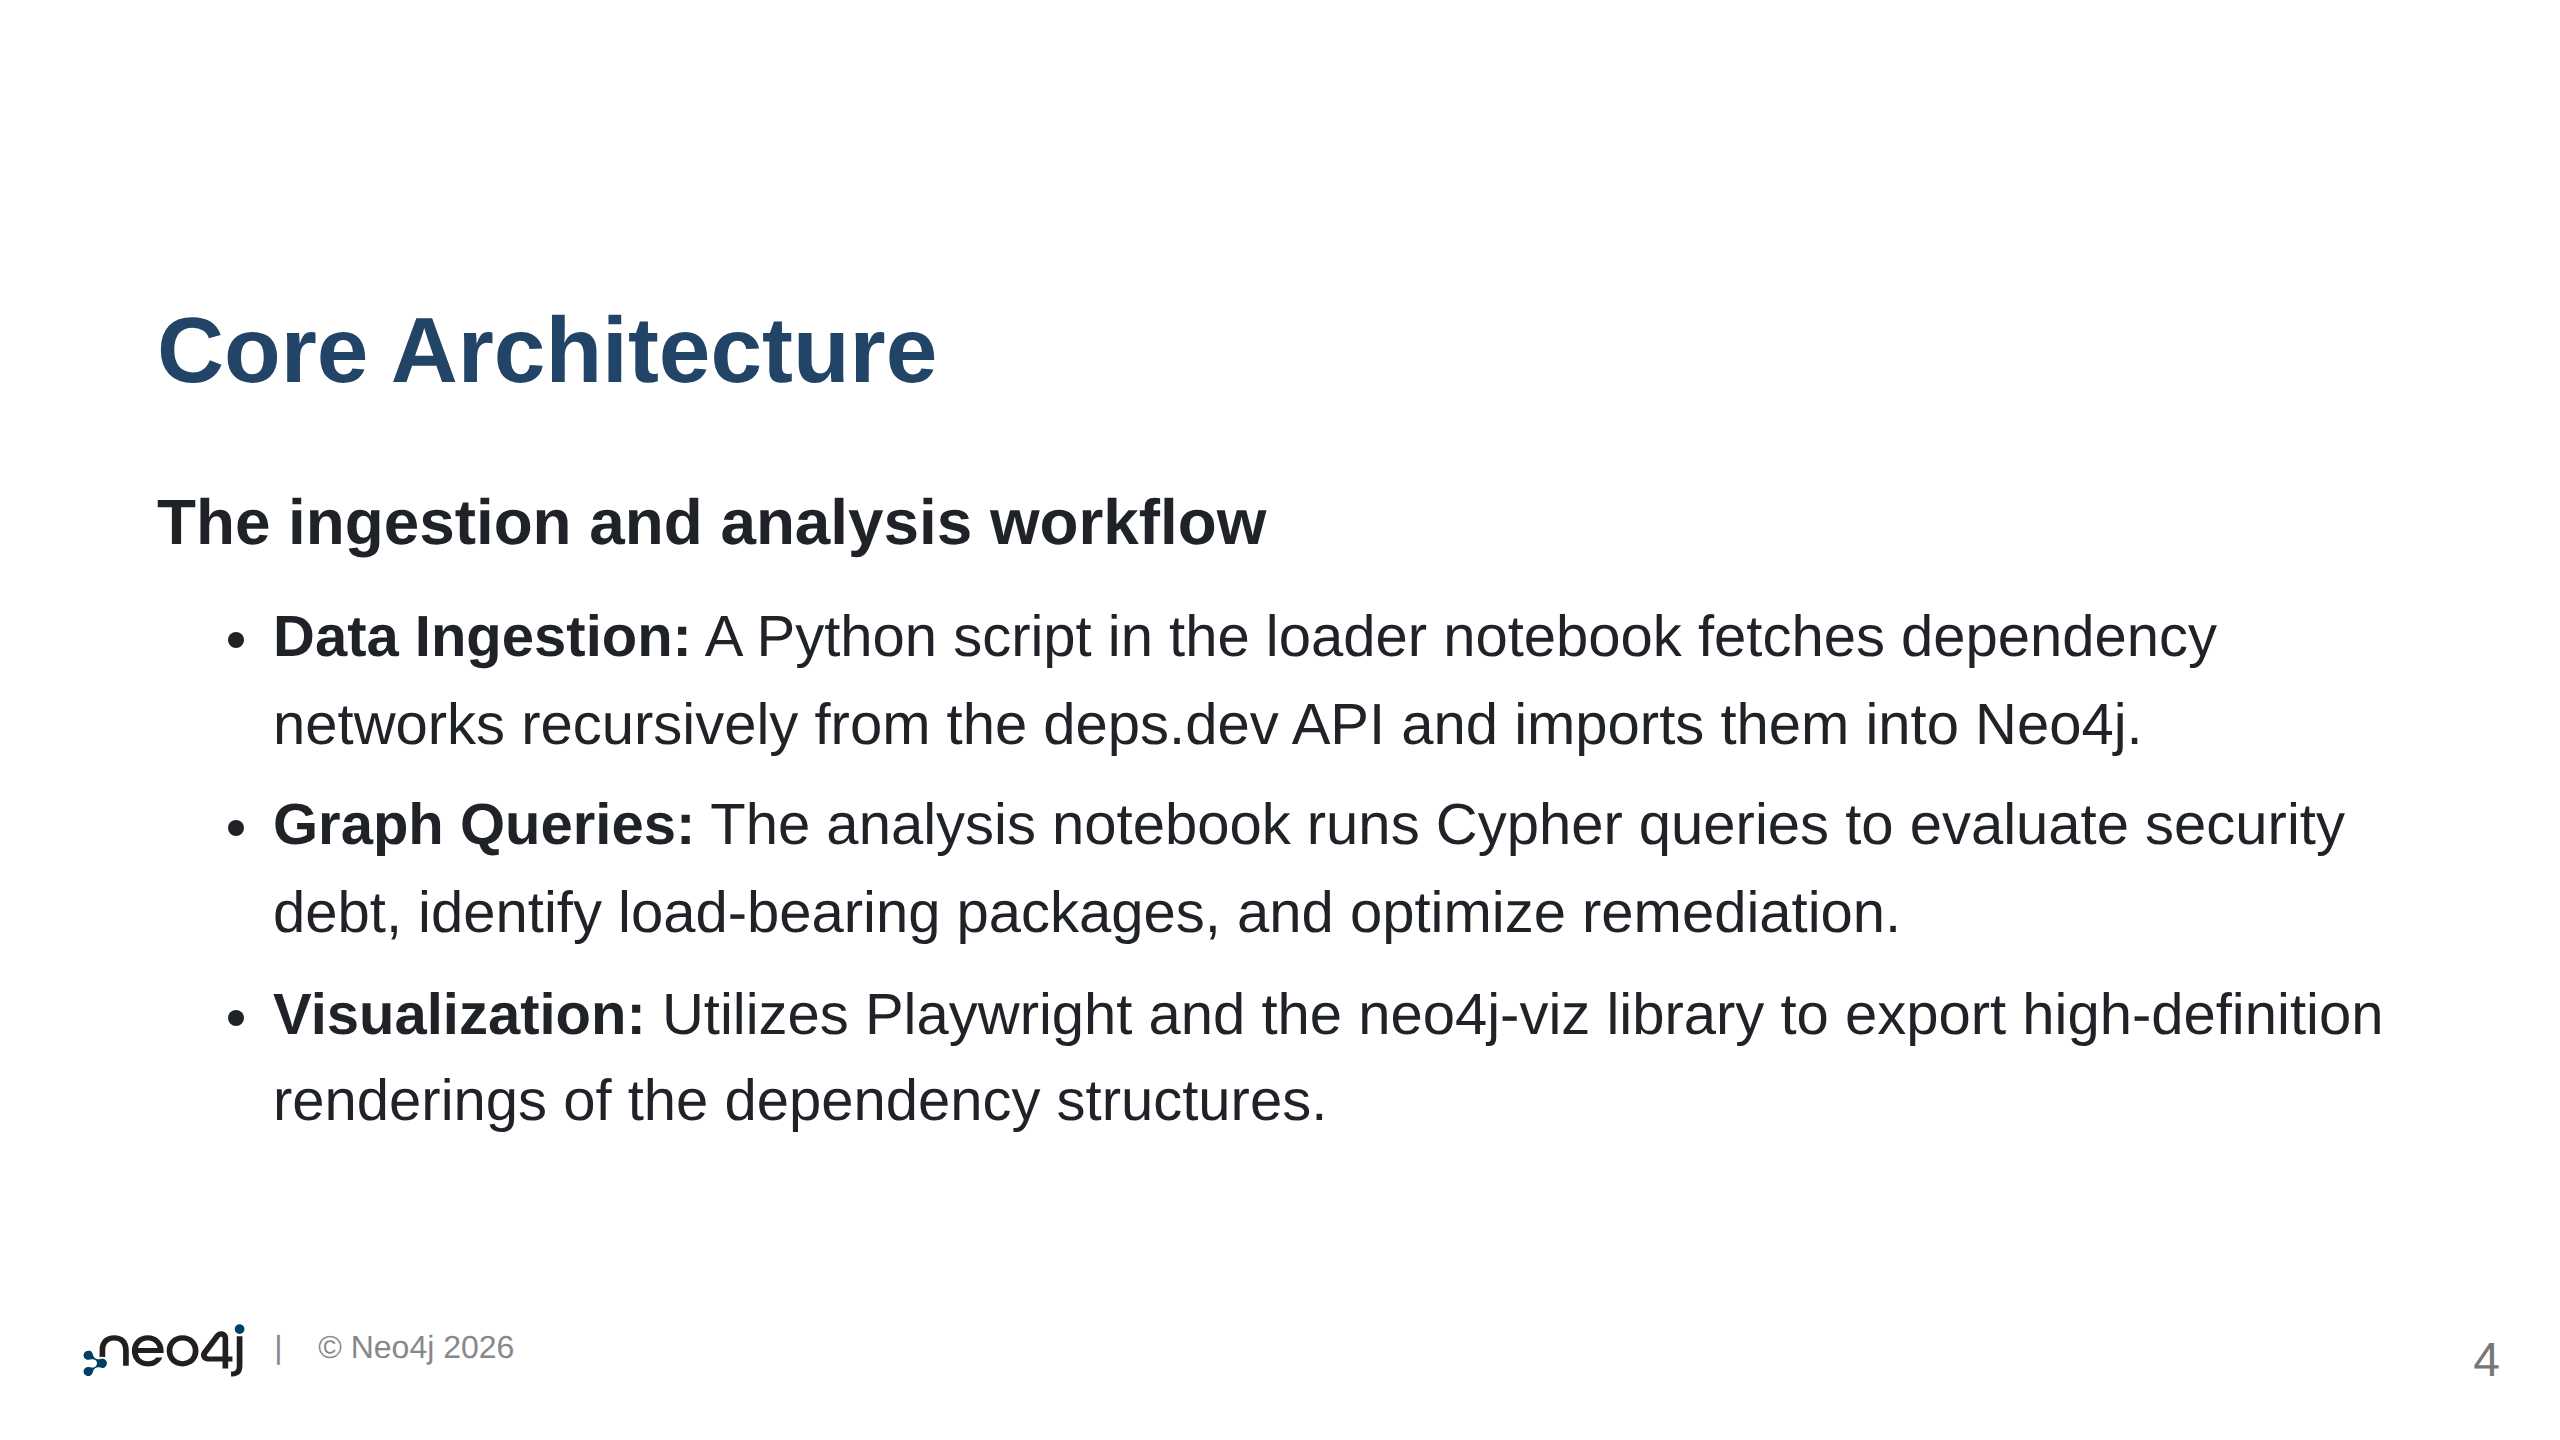 Core Architecture
The ingestion and analysis workflow
• Data Ingestion: A Python script in the loader notebook fetches dependency
networks recursively from the deps.dev API and imports them into Neo4j.
• Graph Queries: The analysis notebook runs Cypher queries to evaluate security
debt, identify load-bearing packages, and optimize remediation.
• Visualization: Utilizes Playwright and the neo4j-viz library to export high-definition
renderings of the dependency structures.
neo4j | © Neo4j 2026
4